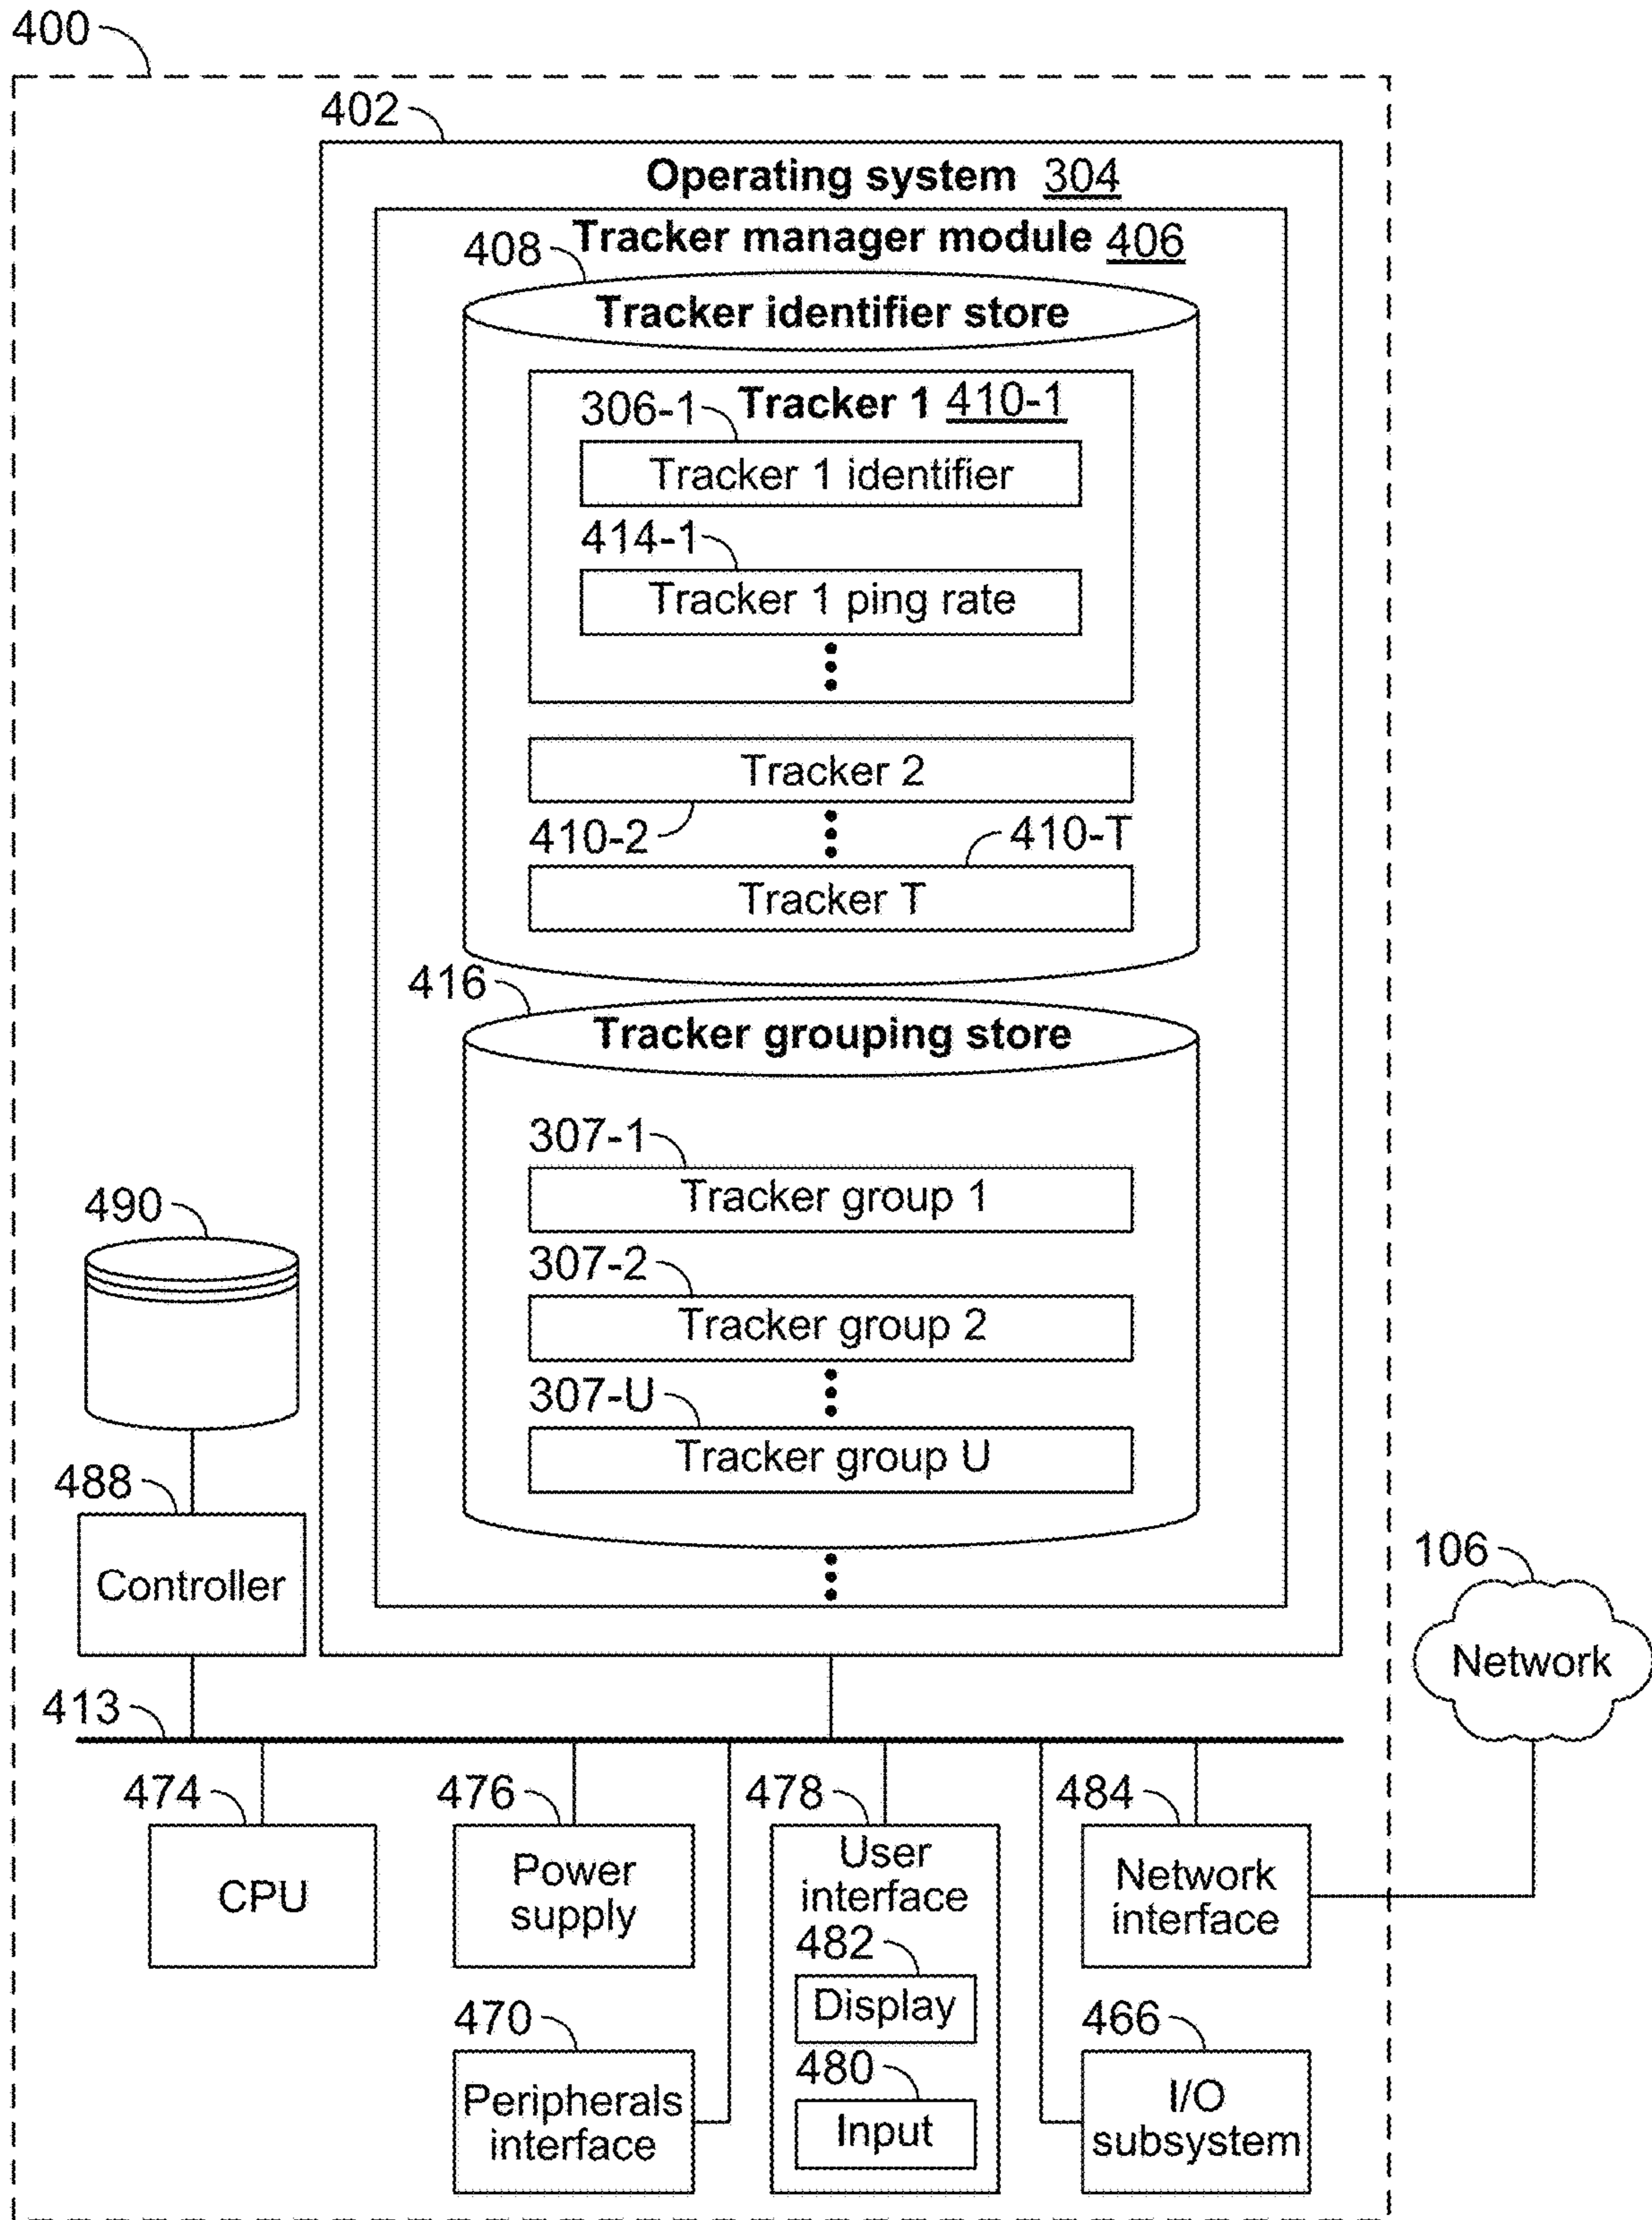 400
402
Operating system 304
Tracker manager module 406
408
Tracker identifier store
306-1 Tracker 1 410-1
Tracker 1 identifier
414-1
Tracker 1 ping rate
Tracker 2
410-2
410-T
Tracker T
416
Tracker grouping store
307-1
Tracker group 1
490
307-2
Tracker group 2
307-U
Tracker group U
488
Controller
106
Network
413
474
476
478
484
CPU
Power
supply
User
interface
Network
interface
482
Display
470
466
Peripherals
interface
480
Input
I/O
subsystem